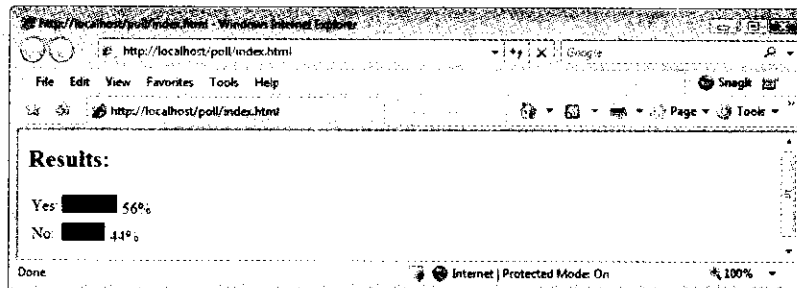 http://localhost/poll/index.html - Windows Internet Explorer
http://localhost/poll/index.html Google
File Edit View Favorites Tools Help SnagIt
http://localhost/poll/index.html Page Tools
Results:
Yes: 56%
No: 44%
Done Internet | Protected Mode: On 100%